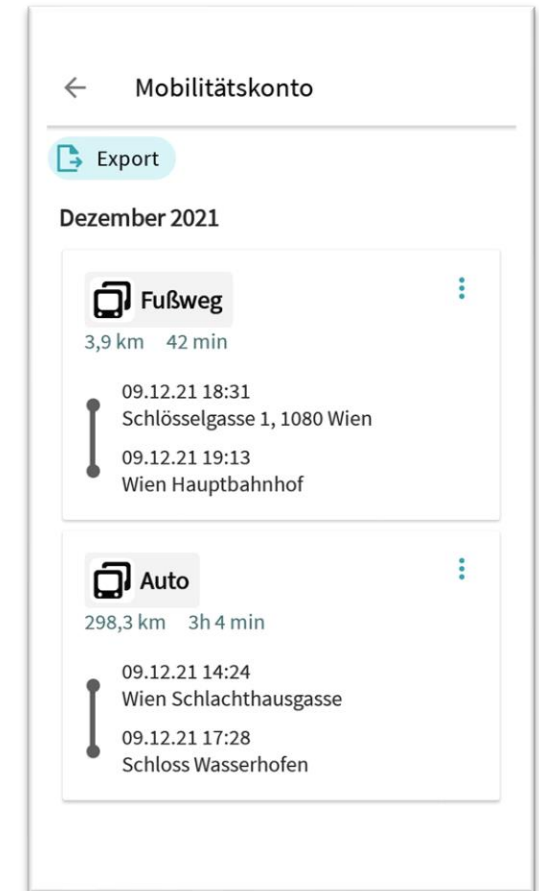 Mobilitätskonto
Export
Dezember 2021
Fußweg
3,9 km 42 min
09.12.21 18:31
Schlösselgasse 1, 1080 Wien
09.12.21 19:13
Wien Hauptbahnhof
Auto
298,3 km 3h 4 min
09.12.21 14:24
Wien Schlachthausgasse
09.12.21 17:28
Schloss Wasserhofen